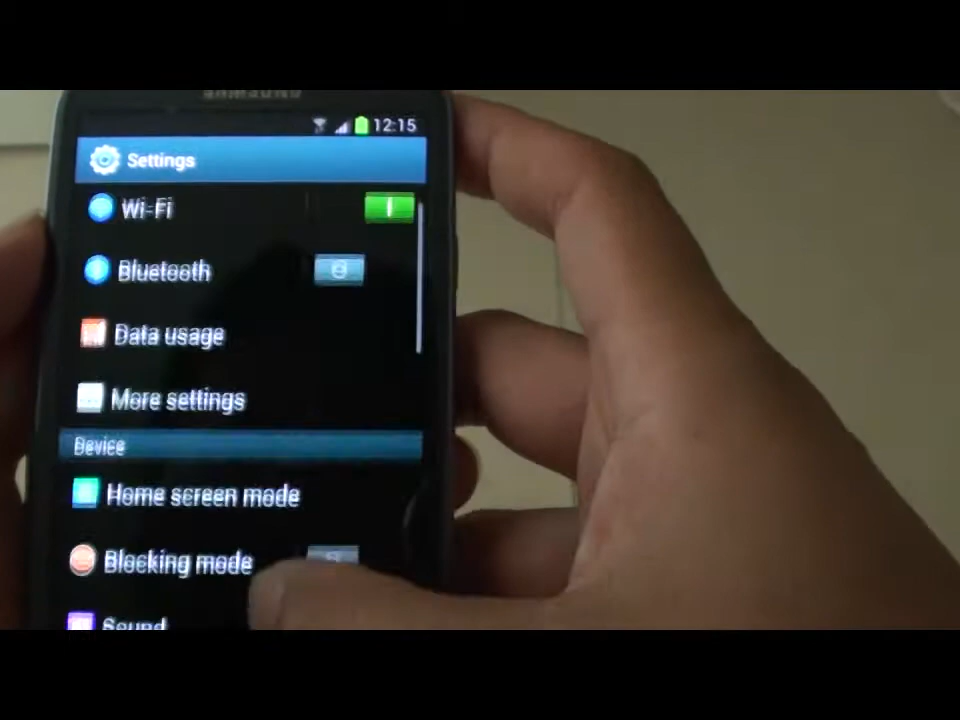 SAMSUNG
12:15
Settings
Wi-Fi
Bluetooth
Data usage
More settings
Device
Home screen mode
Blocking mode
Sound